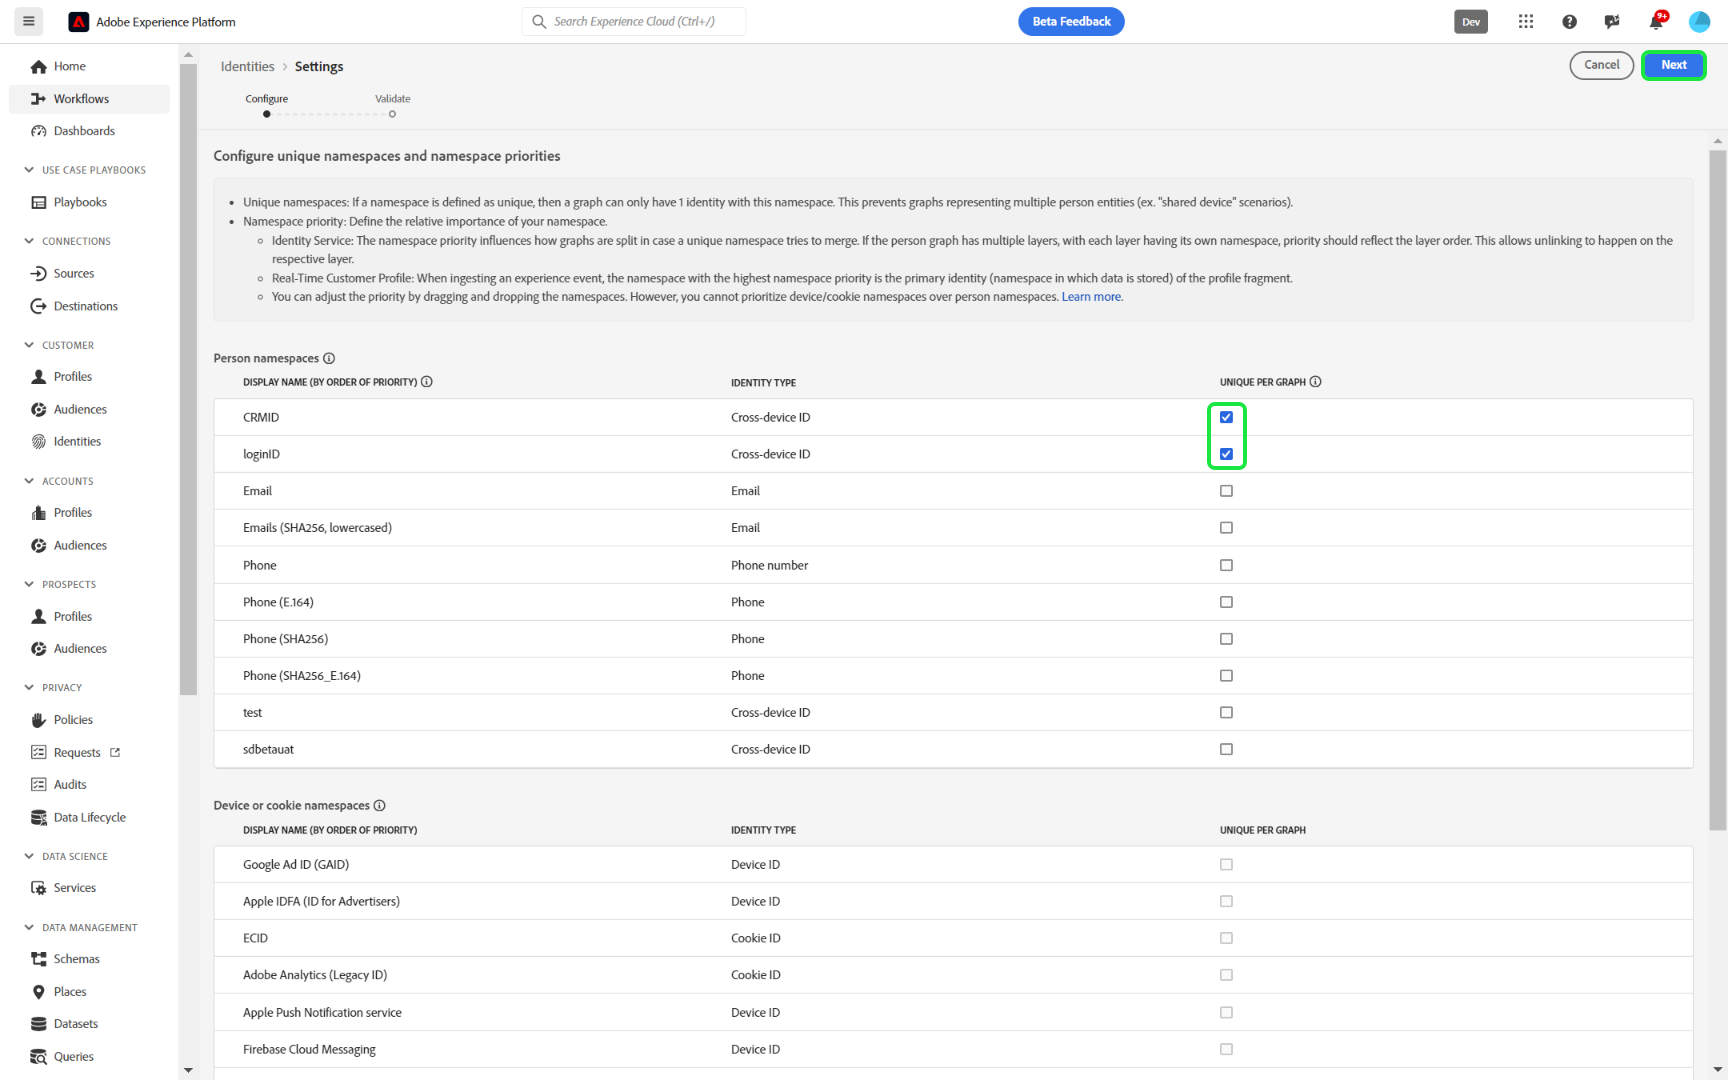 Adobe Experience Platform
Search Experience Cloud (Ctrl+/)
Beta Feedback
Dev
9+
Home
Workflows
Dashboards
USE CASE PLAYBOOKS
Playbooks
CONNECTIONS
Sources
Destinations
CUSTOMER
Profiles
Audiences
Identities
ACCOUNTS
Profiles
Audiences
PROSPECTS
Profiles
Audiences
PRIVACY
Policies
Requests
Audits
Data Lifecycle
DATA SCIENCE
Services
DATA MANAGEMENT
Schemas
Places
Datasets
Queries
Identities > Settings
Cancel
Next
Configure
Validate
Configure unique namespaces and namespace priorities
• Unique namespaces: If a namespace is defined as unique, then a graph can only have 1 identity with this namespace. This prevents graphs representing multiple person entities (ex. "shared device" scenarios).
• Namespace priority: Define the relative importance of your namespace.
○ Identity Service: The namespace priority influences how graphs are split in case a unique namespace tries to merge. If the person graph has multiple layers, with each layer having its own namespace, priority should reflect the layer order. This allows unlinking to happen on the
respective layer.
○ Real-Time Customer Profile: When ingesting an experience event, the namespace with the highest namespace priority is the primary identity (namespace in which data is stored) of the profile fragment.
○ You can adjust the priority by dragging and dropping the namespaces. However, you cannot prioritize device/cookie namespaces over person namespaces. Learn more.
Person namespaces
DISPLAY NAME (BY ORDER OF PRIORITY) IDENTITY TYPE UNIQUE PER GRAPH
CRMID Cross-device ID
loginID Cross-device ID
Email Email
Emails (SHA256, lowercased) Email
Phone Phone number
Phone (E.164) Phone
Phone (SHA256) Phone
Phone (SHA256_E.164) Phone
test Cross-device ID
sdbetauat Cross-device ID
Device or cookie namespaces
DISPLAY NAME (BY ORDER OF PRIORITY) IDENTITY TYPE UNIQUE PER GRAPH
Google Ad ID (GAID) Device ID
Apple IDFA (ID for Advertisers) Device ID
ECID Cookie ID
Adobe Analytics (Legacy ID) Cookie ID
Apple Push Notification service Device ID
Firebase Cloud Messaging Device ID